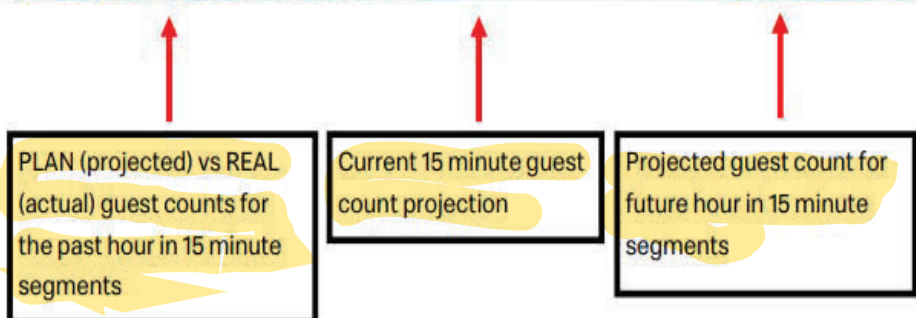 PLAN (projected) vs REAL
(actual) guest counts for
the past hour in 15 minute
segments
Current 15 minute guest
count projection
Projected guest count for
future hour in 15 minute
segments